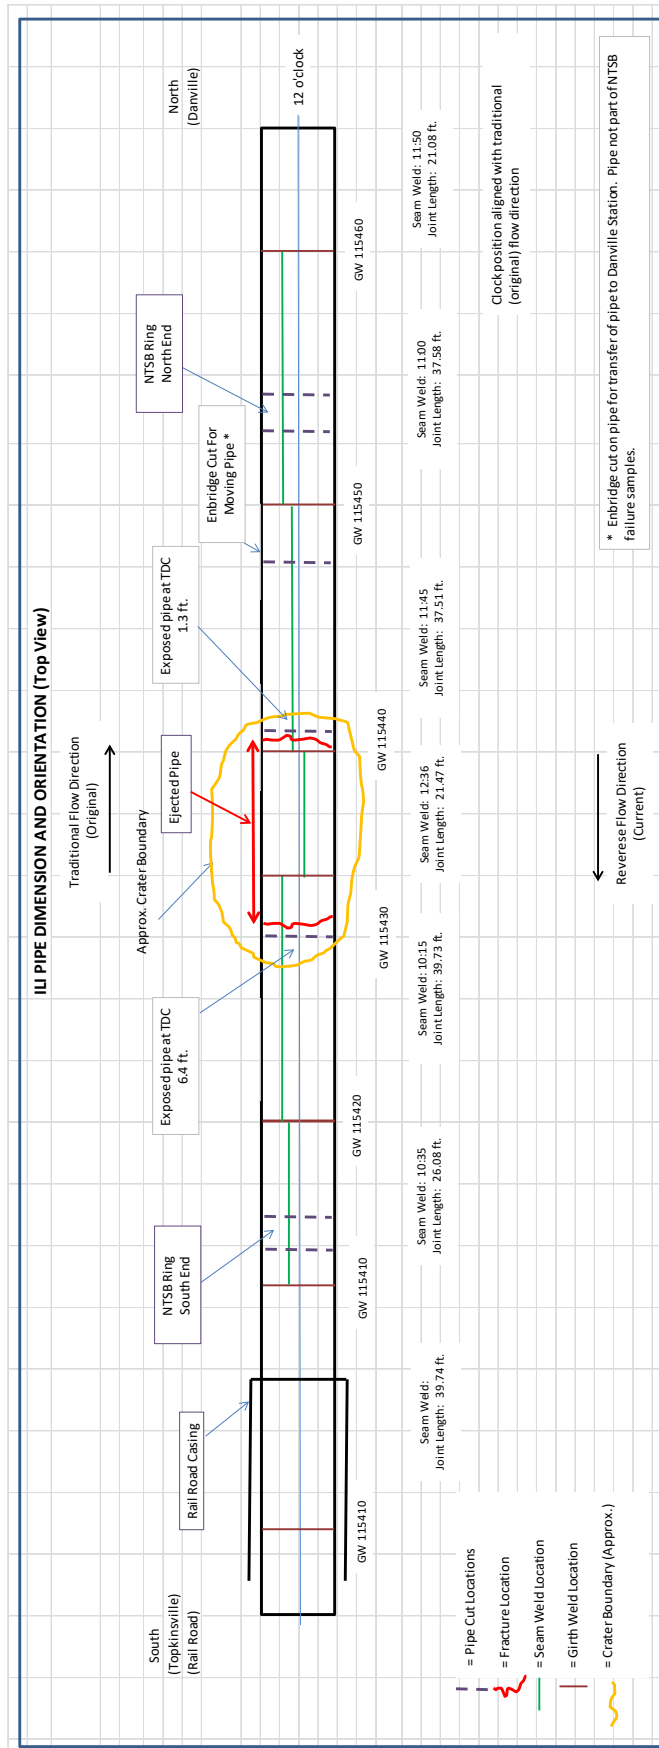 ILI PIPE DIMENSION AND ORIENTATION (Top View)
Traditional Flow Direction
(Original)
South
(Topkinsville)
(Rail Road)
North
(Danville)
Rail Road Casing
NTSB Ring
South End
Exposed pipe at TDC
6.4 ft.
Approx. Crater Boundary
Ejected Pipe
Exposed pipe at TDC
1.3 ft.
Enbridge Cut For
Moving Pipe *
NTSB Ring
North End
12 o'clock
GW 115410
GW 115410
GW 115420
GW 115430
GW 115440
GW 115450
GW 115460
Seam Weld:
Joint Length: 39.74 ft.
Seam Weld: 10:35
Joint Length: 26.08 ft.
Seam Weld: 10:15
Joint Length: 39.73 ft.
Seam Weld: 12:36
Joint Length: 21.47 ft.
Seam Weld: 11:45
Joint Length: 37.51 ft.
Seam Weld: 11:00
Joint Length: 37.58 ft.
Seam Weld: 11:50
Joint Length: 21.08 ft.
= Pipe Cut Locations
= Fracture Location
= Seam Weld Location
= Girth Weld Location
= Crater Boundary (Approx.)
Clock position aligned with traditional
(original) flow direction
Reverese Flow Direction
(Current)
* Enbridge cut on pipe for transfer of pipe to Danville Station. Pipe not part of NTSB
failure samples.